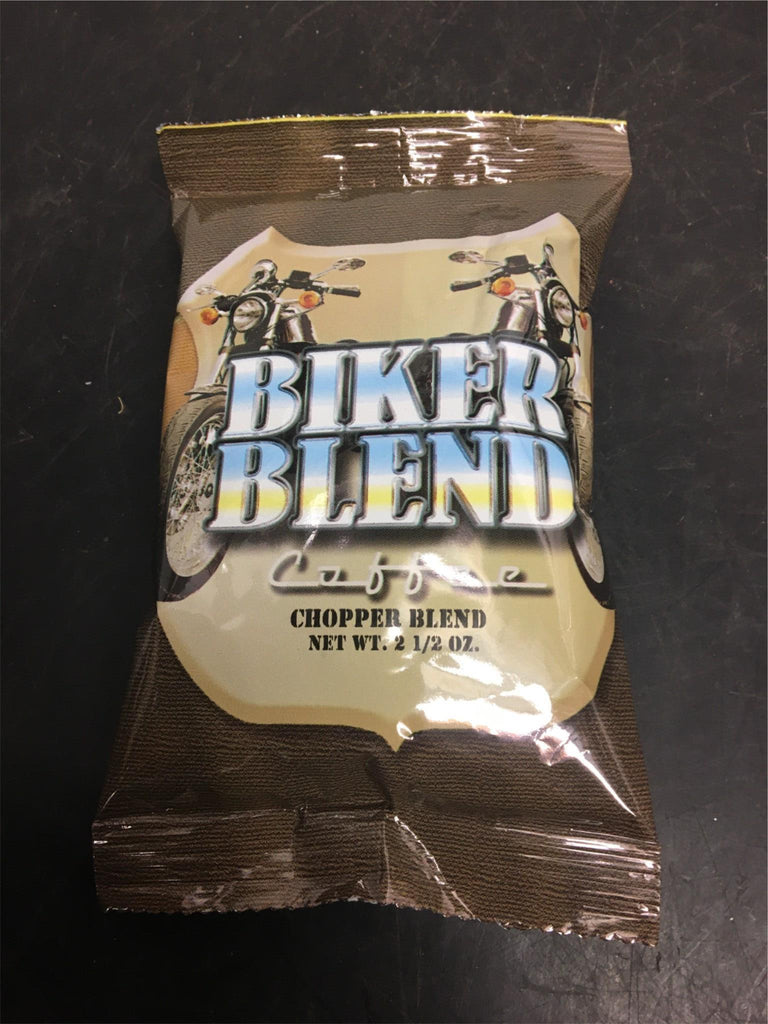 BIKER
BLEND
Coffee
CHOPPER BLEND
NET WT. 2 1/2 OZ.